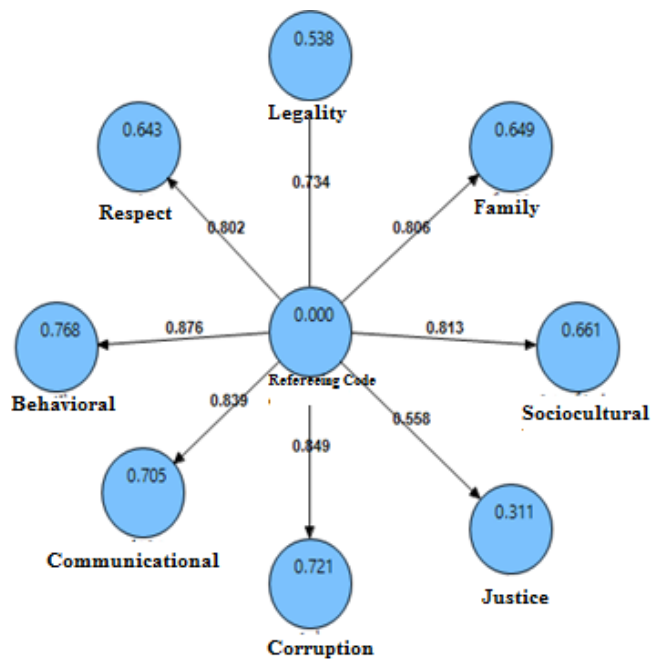 0.538
Legality
0.643
0.649
Respect
Family
0.734
0.802
0.806
0.000
Refereeing Code
0.768
0.876
0.813
0.661
Behavioral
Sociocultural
0.839
0.558
0.849
0.705
0.311
Communicational
Justice
0.721
Corruption